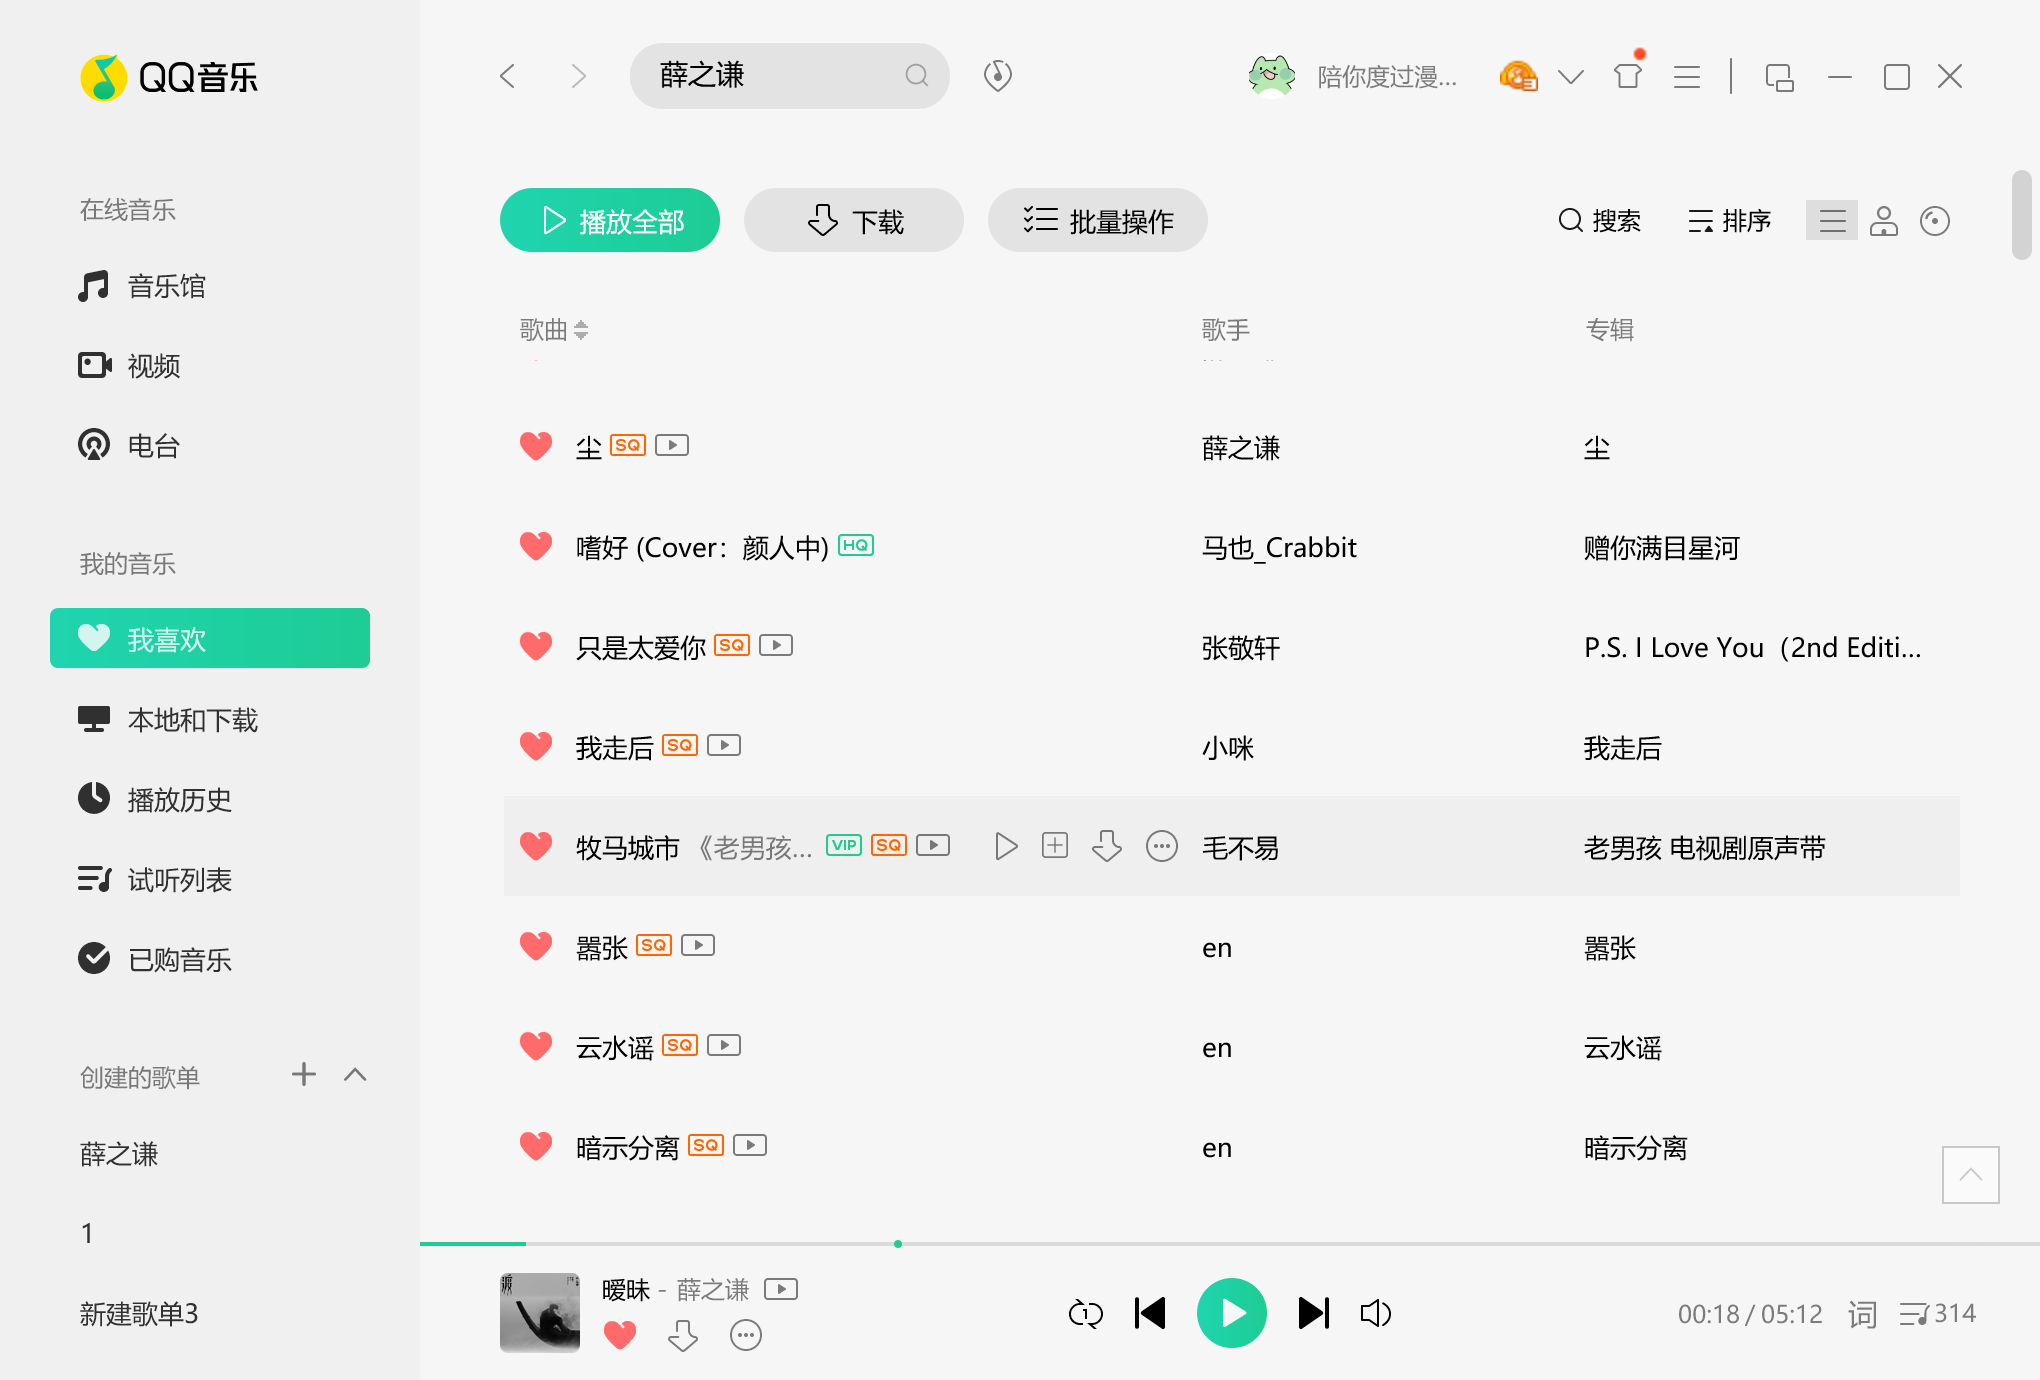 QQ音乐
薛之谦
陪你度过漫...
在线音乐
音乐馆
视频
电台
我的音乐
我喜欢
本地和下载
播放历史
试听列表
已购音乐
创建的歌单
薛之谦
1
新建歌单3
播放全部 下载 批量操作 搜索 排序
歌曲 歌手 专辑
尘 SQ 薛之谦 尘
嗜好 (Cover：颜人中) HQ 马也_Crabbit 赠你满目星河
只是太爱你 SQ 张敬轩 P.S. I Love You（2nd Editi...
我走后 SQ 小咪 我走后
牧马城市 《老男孩... VIP SQ 毛不易 老男孩 电视剧原声带
嚣张 SQ en 嚣张
云水谣 SQ en 云水谣
暗示分离 SQ en 暗示分离
暧昧 - 薛之谦
1
00:18 / 05:12 词 314